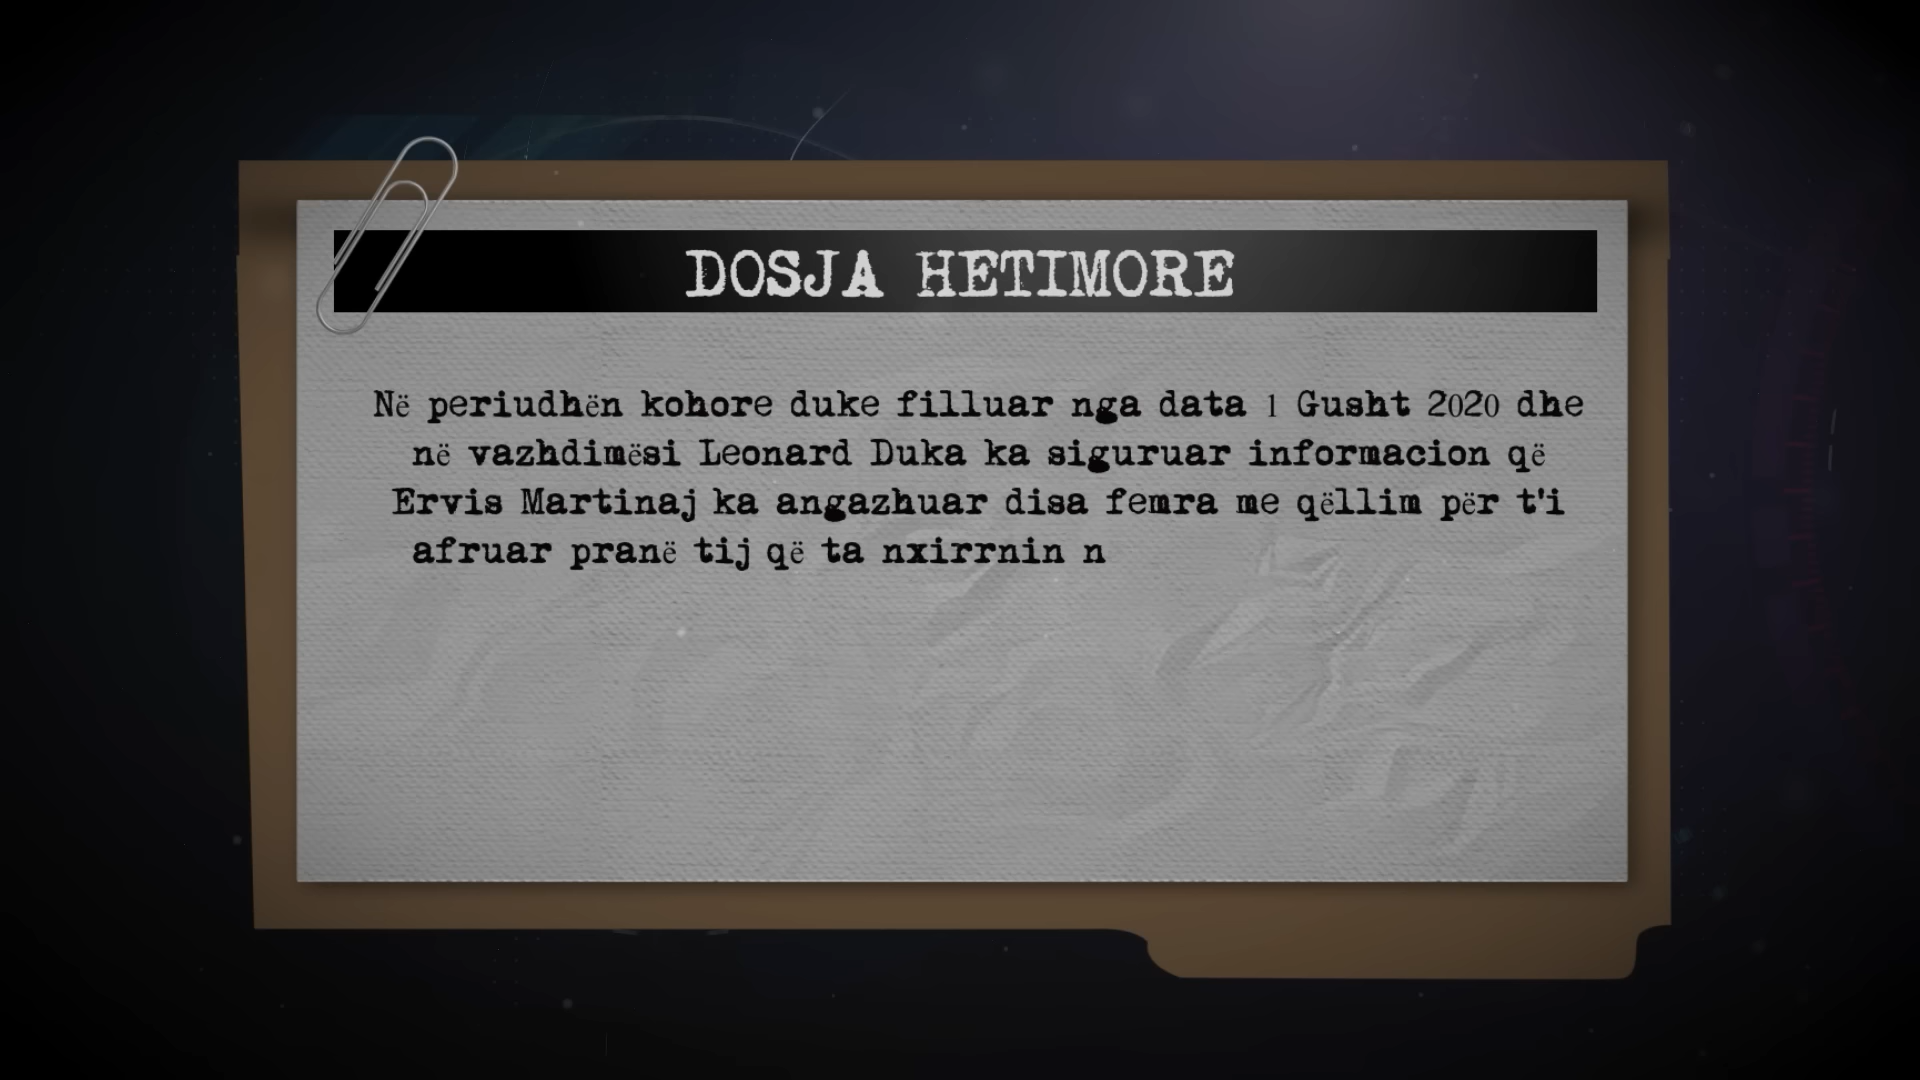 DOSJA HETIMORE
Në periudhën kohore duke filluar nga data 1 Gusht 2020 dhe
në vazhdimësi Leonard Duka ka siguruar informacion që
Ervis Martinaj ka angazhuar disa femra me qëllim për t'i
afruar pranë tij që ta nxirrnin n